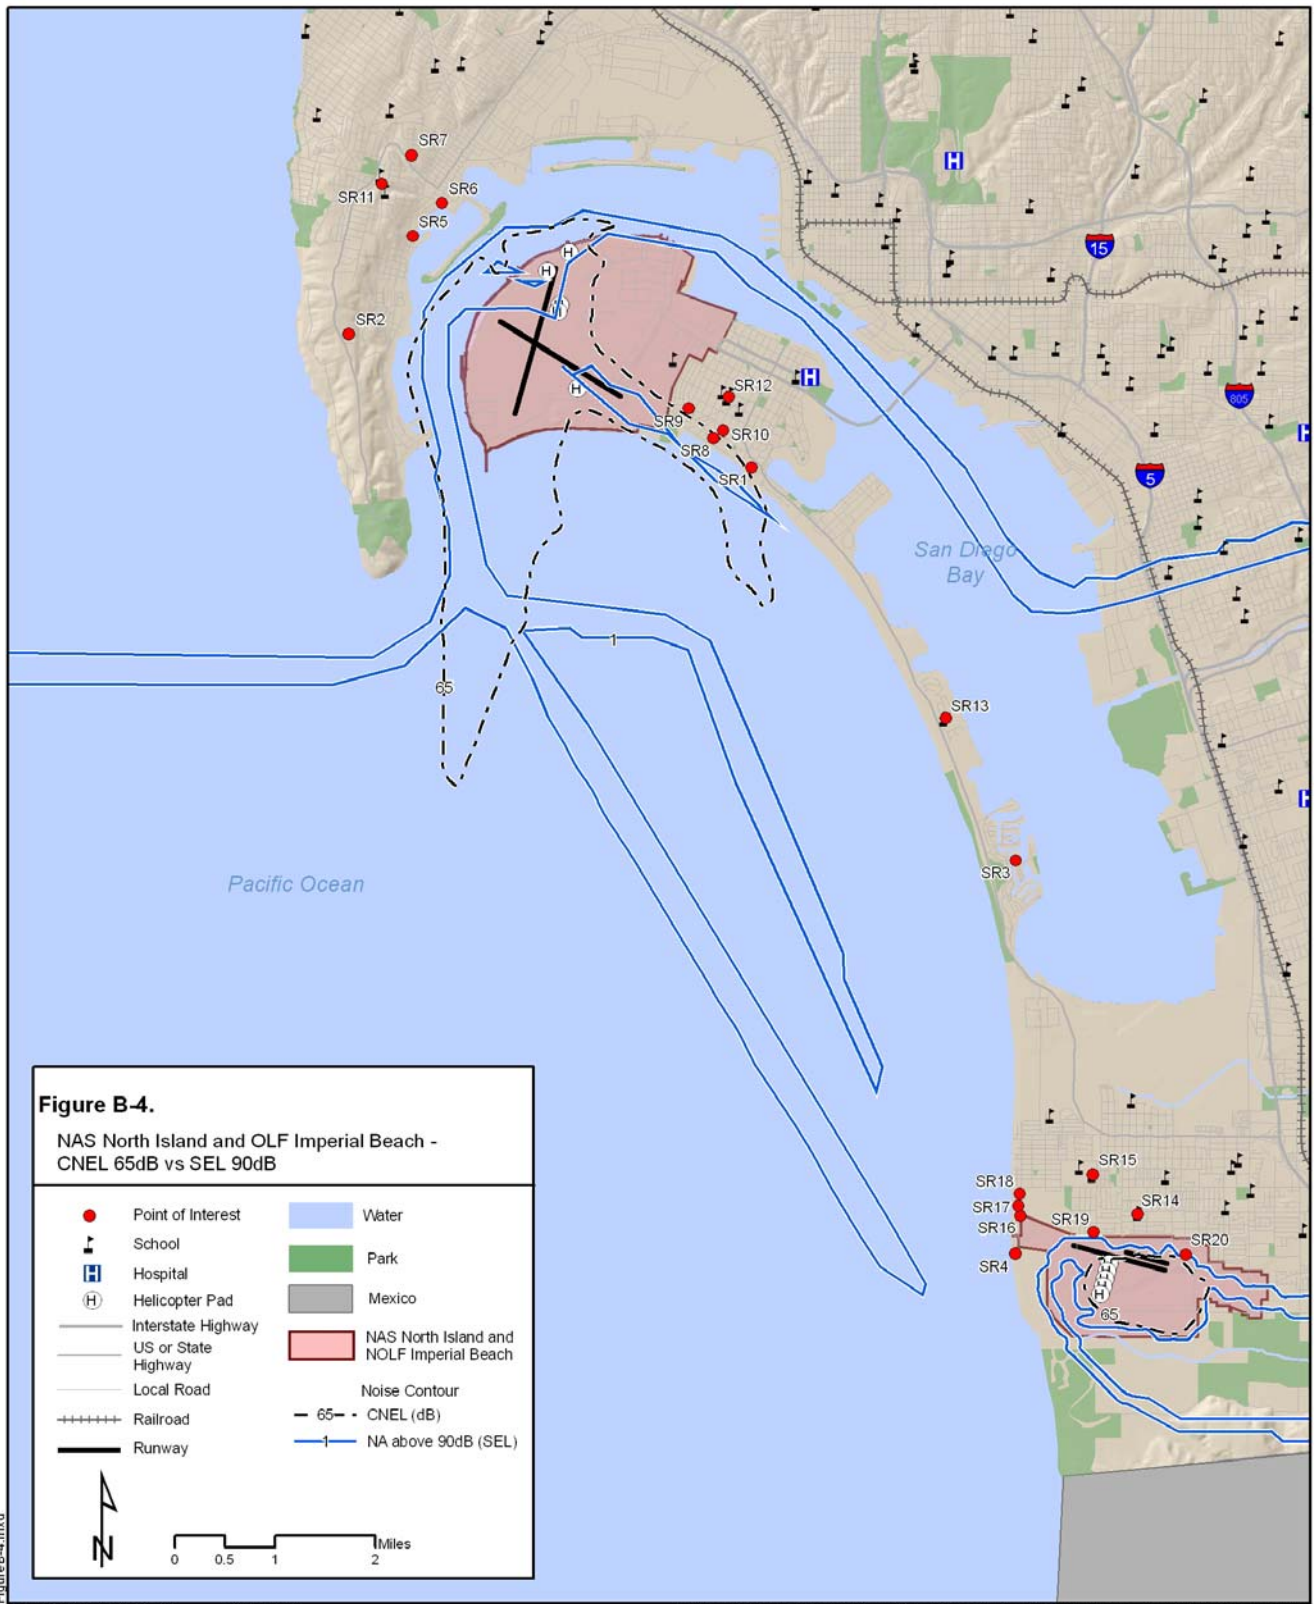 SR7
SR11
SR6
SR5
SR2
H
15
H
H
H
H
H
SR12
805
H
SR9
SR10
SR8
5
SR1
San Diego
Bay
1
65
SR13
H
Pacific Ocean
SR3
SR15
SR18
SR17
SR14
SR16
SR19
SR20
SR4
H
65
Figure B-4.
NAS North Island and OLF Imperial Beach -
CNEL 65dB vs SEL 90dB
Point of Interest
School
H Hospital
H Helicopter Pad
Interstate Highway
US or State
Highway
Local Road
Railroad
Runway
Water
Park
Mexico
NAS North Island and
NOLF Imperial Beach
Noise Contour
65 CNEL (dB)
1 NA above 90dB (SEL)
N
Miles
0 0.5 1 2